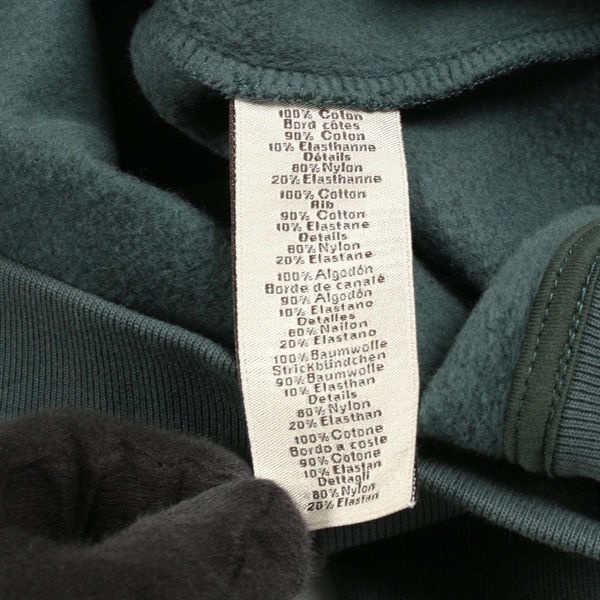 100% Coton
Bord côtes
90% Coton
10% Elasthanne
Détails
80% Nylon
20% Elasthanne
100% Cotton
Rib
90% Cotton
10% Elastane
Details
80% Nylon
20% Elastane
100% Algodón
Borde de canalé
90% Algodón
10% Elastano
Detalles
80% Nailon
20% Elastano
100% Baumwolle
Strickbündchen
90% Baumwolle
10% Elasthan
Details
80% Nylon
20% Elasthan
100% Cotone
Bordo a coste
90% Cotone
10% Elastan
Dettagli
80% Nylon
20% Elastan